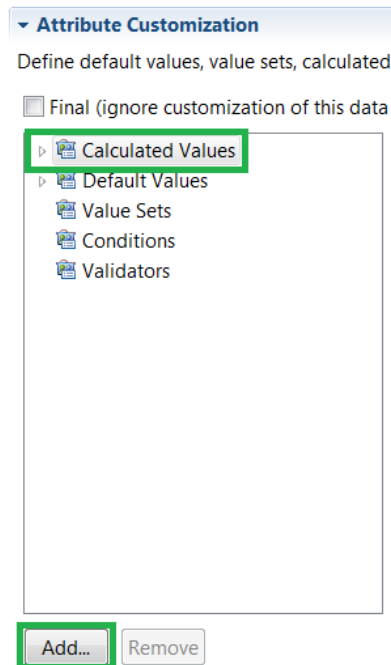 Attribute Customization
Define default values, value sets, calculated
Final (ignore customization of this data
Calculated Values
Default Values
Value Sets
Conditions
Validators
Add... Remove